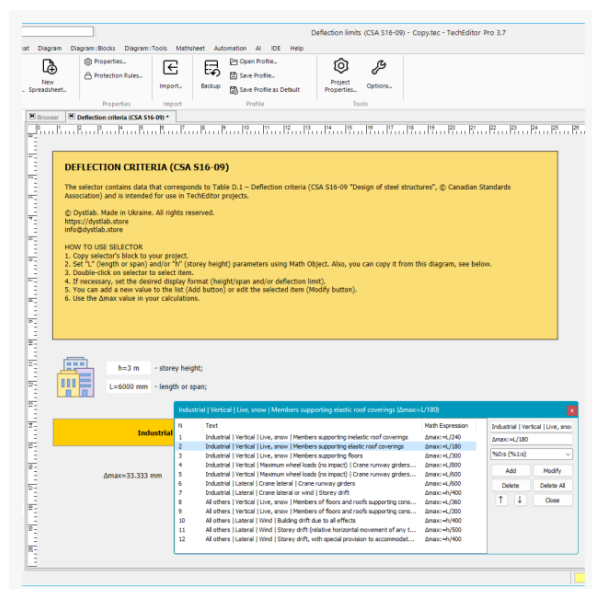 Deflection limits (CSA S16-09) - Copy.tec - TechEditor Pro 3.7
Diagram Diagram::Blocks Diagram::Tools Mathsheet Automation AI IDE Help
New Spreadsheet...
Properties...
Protection Rules...
Properties
Import...
Import
Backup
Open Profile...
Save Profile...
Save Profile as Default
Profile
Project Properties...
Options...
Tools
Browser
Deflection criteria (CSA S16-09) *
DEFLECTION CRITERIA (CSA S16-09)
The selector contains data that corresponds to Table D.1 – Deflection criteria (CSA S16-09 "Design of steel structures", © Canadian Standards
Association) and is intended for use in TechEditor projects.
© Dystlab. Made in Ukraine. All rights reserved.
https://dystlab.store
info@dystlab.store
HOW TO USE SELECTOR
1. Copy selector's block to your project.
2. Set "L" (length or span) and/or "h" (storey height) parameters using Math Object. Also, you can copy it from this diagram, see below.
3. Double-click on selector to select item.
4. If necessary, set the desired display format (height/span and/or deflection limit).
5. You can add a new value to the list (Add button) or edit the selected item (Modify button).
6. Use the Δmax value in your calculations.
h=3 m - storey height;
L=6000 mm - length or span;
Industrial
Δmax=33.333 mm
Industrial | Vertical | Live, snow | Members supporting elastic roof coverings (Δmax=L/180)
N Text Math Expression
1 Industrial | Vertical | Live, snow | Members supporting inelastic roof coverings Δmax:=L/240
2 Industrial | Vertical | Live, snow | Members supporting elastic roof coverings Δmax:=L/180
3 Industrial | Vertical | Live, snow | Members supporting floors Δmax:=L/300
4 Industrial | Vertical | Maximum wheel loads (no impact) | Crane runway girders... Δmax:=L/800
5 Industrial | Vertical | Maximum wheel loads (no impact) | Crane runway girders... Δmax:=L/600
6 Industrial | Lateral | Crane lateral | Crane runway girders Δmax:=L/600
7 Industrial | Lateral | Crane lateral or wind | Storey drift Δmax:=h/400
8 All others | Vertical | Live, snow | Members of floors and roofs supporting cons... Δmax:=L/360
9 All others | Vertical | Live, snow | Members of floors and roofs supporting cons... Δmax:=L/300
10 All others | Lateral | Wind | Building drift due to all effects Δmax:=h/400
11 All others | Lateral | Wind | Storey drift (relative horizontal movement of any t... Δmax:=h/500
12 All others | Lateral | Wind | Storey drift, with special provision to accommodat... Δmax:=h/400
Industrial | Vertical | Live, snow
Δmax:=L/180
%0:s (%1:s)
Add Modify
Delete Delete All
↑ ↓ Close